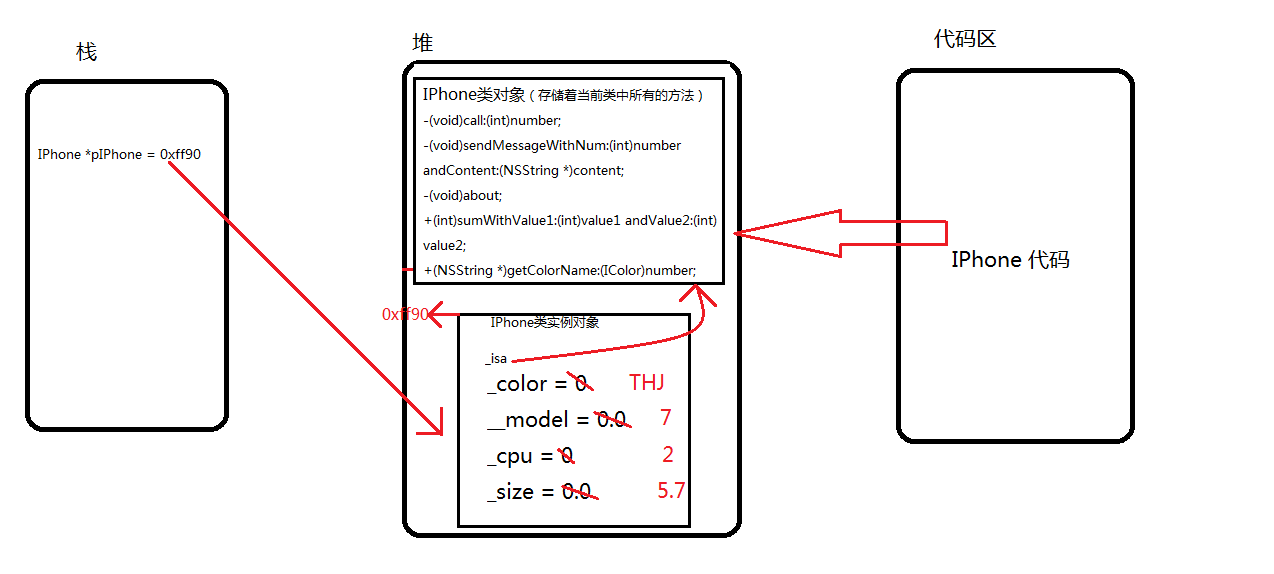 栈
堆
代码区
IPhone *pIPhone = 0xff90
IPhone类对象（存储着当前类中所有的方法）
-(void)call:(int)number;
-(void)sendMessageWithNum:(int)number
andContent:(NSString *)content;
-(void)about;
+(int)sumWithValue1:(int)value1 andValue2:(int)
value2;
+(NSString *)getColorName:(IColor)number;
IPhone 代码
0xff90
IPhone类实例对象
_isa
_color = 0 THJ
__model = 0.0 7
_cpu = 0 2
_size = 0.0 5.7